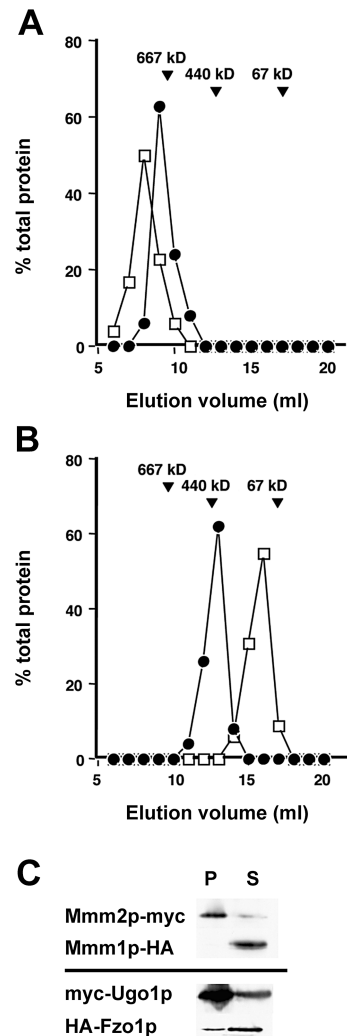 A
80
667 kD
440 kD
67 kD
60
% total protein
40
20
0
5
10
15
20
Elution volume (ml)
B
80
667 kD
440 kD
67 kD
60
% total protein
40
20
0
5
10
15
20
Elution volume (ml)
C
P S
Mmm2p-myc
Mmm1p-HA
myc-Ugo1p
HA-Fzo1p